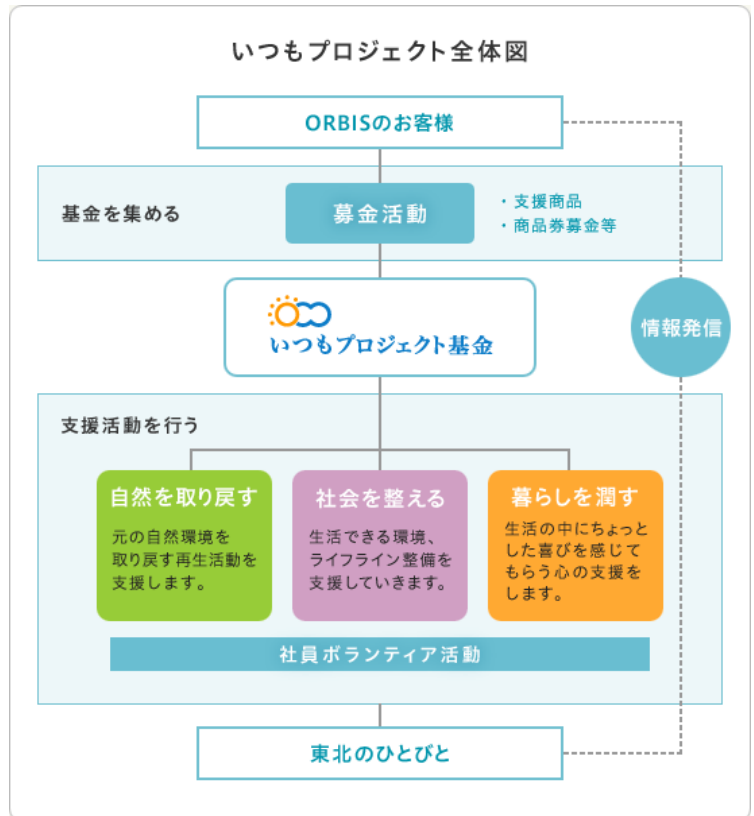 いつもプロジェクト全体図
ORBISのお客様
基金を集める
募金活動
・支援商品
・商品券募金等
いつもプロジェクト基金
情報発信
支援活動を行う
自然を取り戻す
元の自然環境を
取り戻す再生活動を
支援します。
社会を整える
生活できる環境、
ライフライン整備を
支援していきます。
暮らしを潤す
生活の中にちょっと
した喜びを感じて
もらう心の支援を
します。
社員ボランティア活動
東北のひとびと